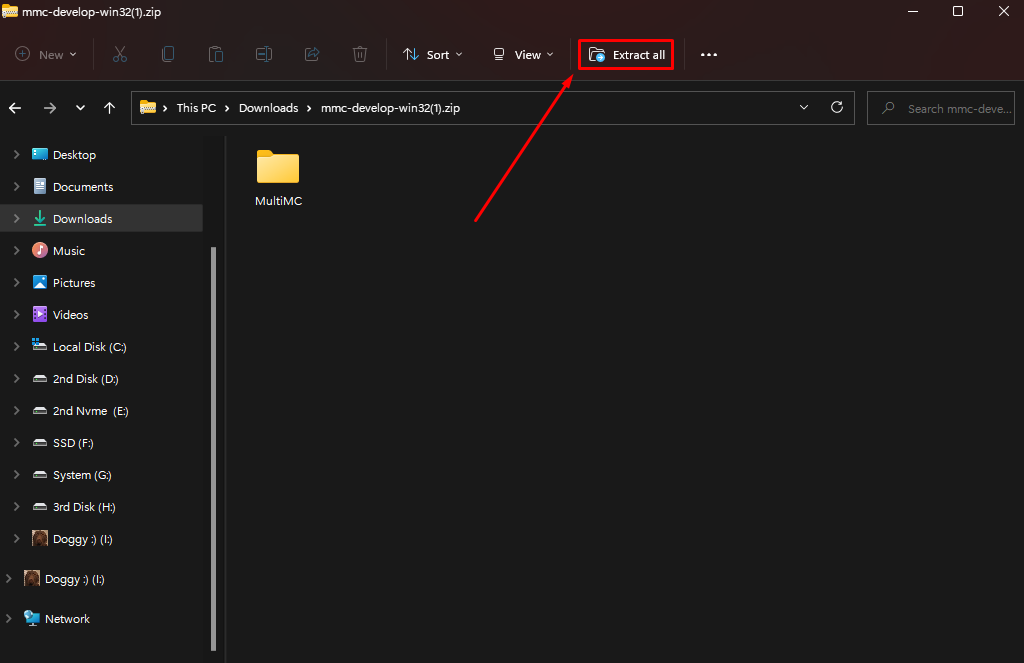 mmc-develop-win32(1).zip
New
Sort
View
Extract all
This PC
Downloads
mmc-develop-win32(1).zip
Search mmc-deve...
Desktop
Documents
Downloads
Music
Pictures
Videos
Local Disk (C:)
2nd Disk (D:)
2nd Nvme (E:)
SSD (F:)
System (G:)
3rd Disk (H:)
Doggy :) (I:)
Doggy :) (I:)
Network
MultiMC